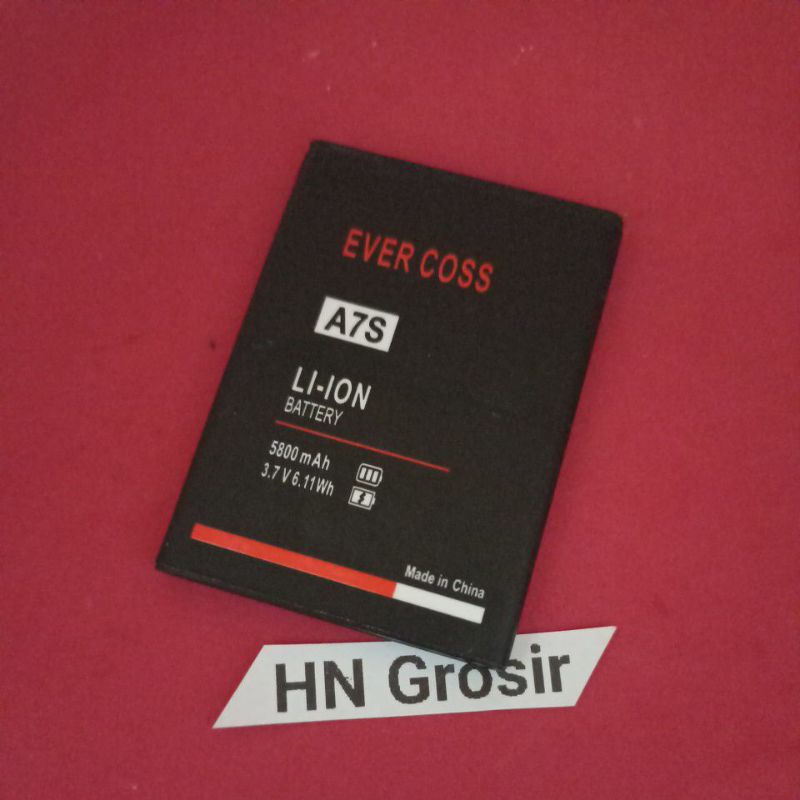 EVER COSS
A7S
LI-ION
BATTERY
5800 mAh
3.7 V 6.11Wh
Made in China
HN Grosir